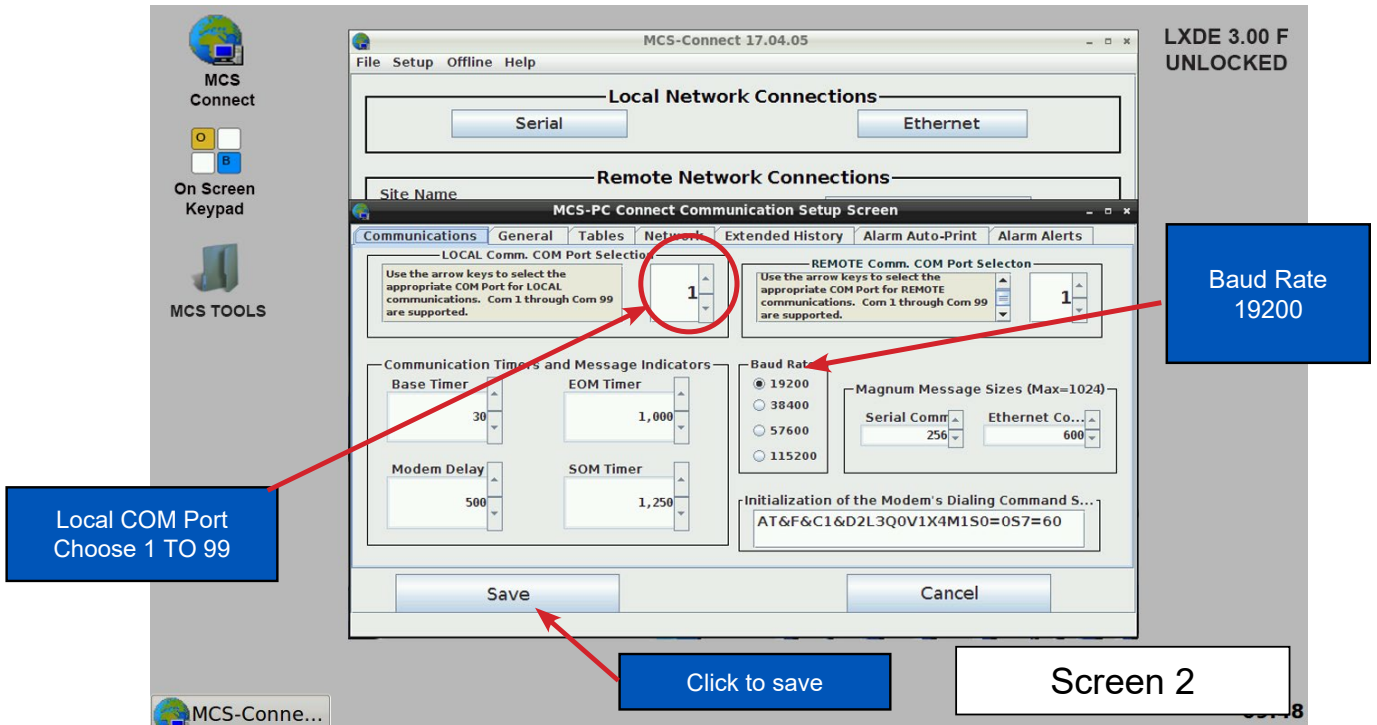 MCS
Connect
O
B
On Screen
Keypad
MCS TOOLS
LXDE 3.00 F
UNLOCKED
MCS-Connect 17.04.05
File Setup Offline Help
Local Network Connections
Serial
Ethernet
Remote Network Connections
Site Name
MCS-PC Connect Communication Setup Screen
Communications General Tables Network Extended History Alarm Auto-Print Alarm Alerts
LOCAL Comm. COM Port Selection
Use the arrow keys to select the
appropriate COM Port for LOCAL
communications. Com 1 through Com 99
are supported.
1
REMOTE Comm. COM Port Selecton
Use the arrow keys to select the
appropriate COM Port for REMOTE
communications. Com 1 through Com 99
are supported.
1
Baud Rate
19200
Communication Timers and Message Indicators
Base Timer
30
EOM Timer
1,000
Modem Delay
500
SOM Timer
1,250
Baud Rate
19200
38400
57600
115200
Magnum Message Sizes (Max=1024)
Serial Comm
256
Ethernet Co...
600
Initialization of the Modem's Dialing Command S...
AT&F&C1&D2L3Q0V1X4M1S0=0S7=60
Local COM Port
Choose 1 TO 99
Save
Cancel
Click to save
Screen 2
MCS-Conne...